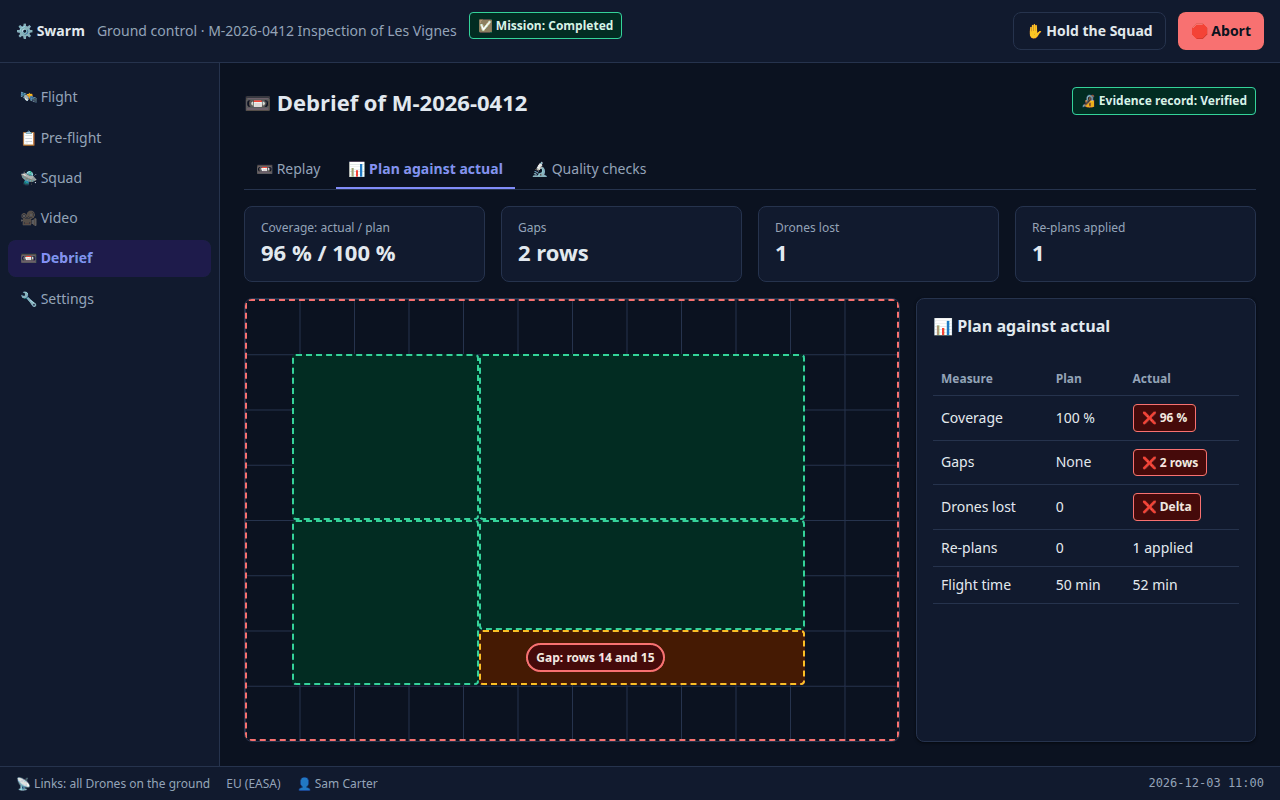 ⚙️ Swarm Ground control · M-2026-0412 Inspection of Les Vignes ✅ Mission: Completed ✋ Hold the Squad 🛑 Abort
🛰️ Flight
📋 Pre-flight
🛸 Squad
🎥 Video
📼 Debrief
🔧 Settings
📼 Debrief of M-2026-0412
🔏 Evidence record: Verified
📼 Replay 📊 Plan against actual 🔬 Quality checks
Coverage: actual / plan
96 % / 100 %
Gaps
2 rows
Drones lost
1
Re-plans applied
1
Gap: rows 14 and 15
📊 Plan against actual
Measure Plan Actual
Coverage 100 % ❌ 96 %
Gaps None ❌ 2 rows
Drones lost 0 ❌ Delta
Re-plans 0 1 applied
Flight time 50 min 52 min
📡 Links: all Drones on the ground EU (EASA) 👤 Sam Carter 2026-12-03 11:00